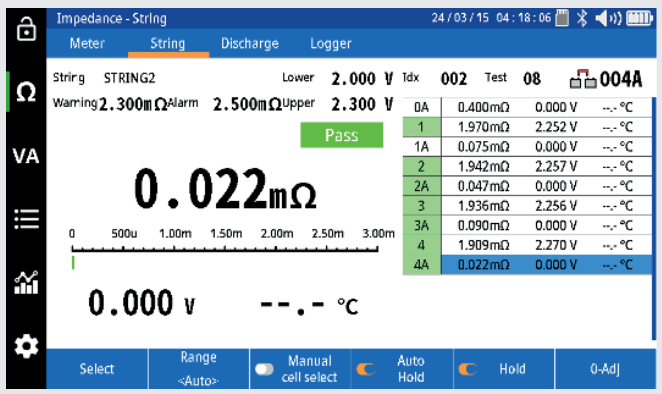 Impedance - String 24/03/15 04:18:06
Meter String Discharge Logger
String STRING2 Lower 2.000 V Idx 002 Test 08 004A
Warning 2.300mΩ Alarm 2.500mΩ Upper 2.300 V
Pass
0.022mΩ
0 500u 1.00m 1.50m 2.00m 2.50m 3.00m
0.000 V --.- °C
0A 0.400mΩ 0.000 V --.- °C
1 1.970mΩ 2.252 V --.- °C
1A 0.075mΩ 0.000 V --.- °C
2 1.942mΩ 2.257 V --.- °C
2A 0.047mΩ 0.000 V --.- °C
3 1.936mΩ 2.256 V --.- °C
3A 0.090mΩ 0.000 V --.- °C
4 1.909mΩ 2.270 V --.- °C
4A 0.022mΩ 0.000 V --.- °C
Ω
VA
Select
Range
<Auto>
Manual
cell select
Auto
Hold
Hold
0-Adj